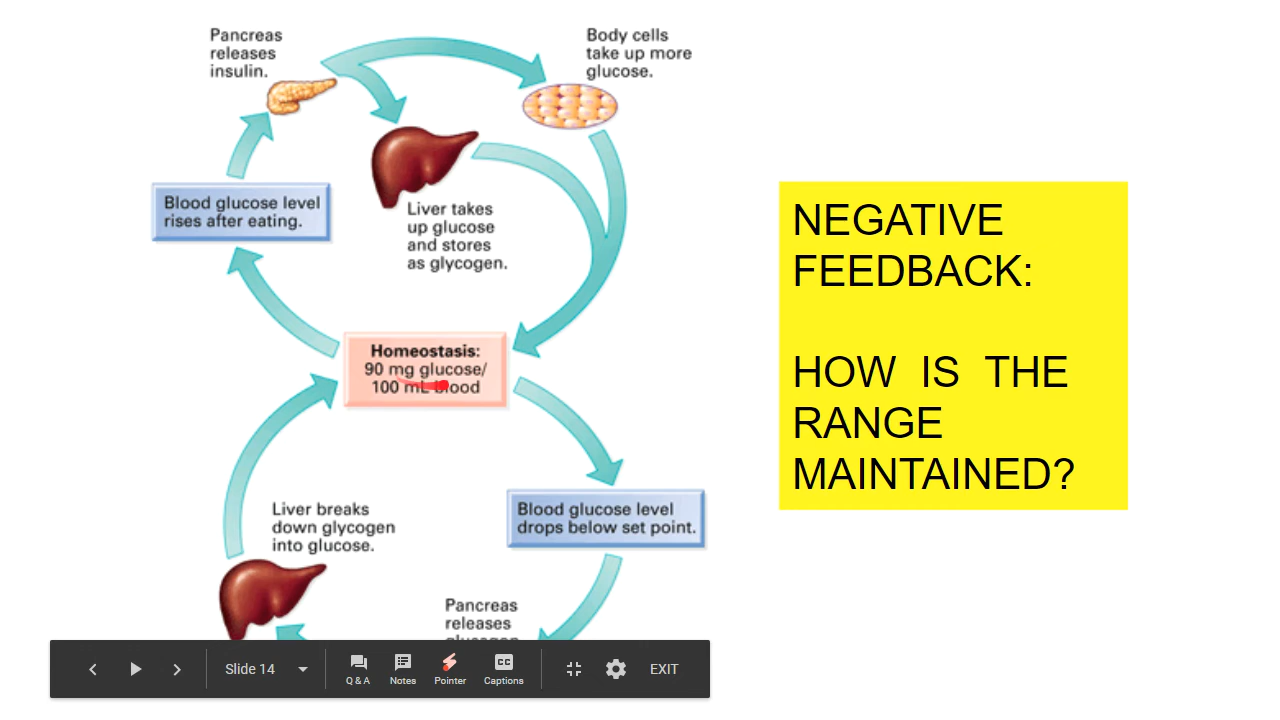 Pancreas
releases
insulin.
Body cells
take up more
glucose.
Blood glucose level
rises after eating.
Liver takes
up glucose
and stores
as glycogen.
Homeostasis:
90 mg glucose/
100 mL blood
Blood glucose level
drops below set point.
Liver breaks
down glycogen
into glucose.
Pancreas
releases
glucagon
NEGATIVE
FEEDBACK:
HOW IS THE
RANGE
MAINTAINED?
Slide 14
Q & A
Notes
Pointer
CC
Captions
EXIT